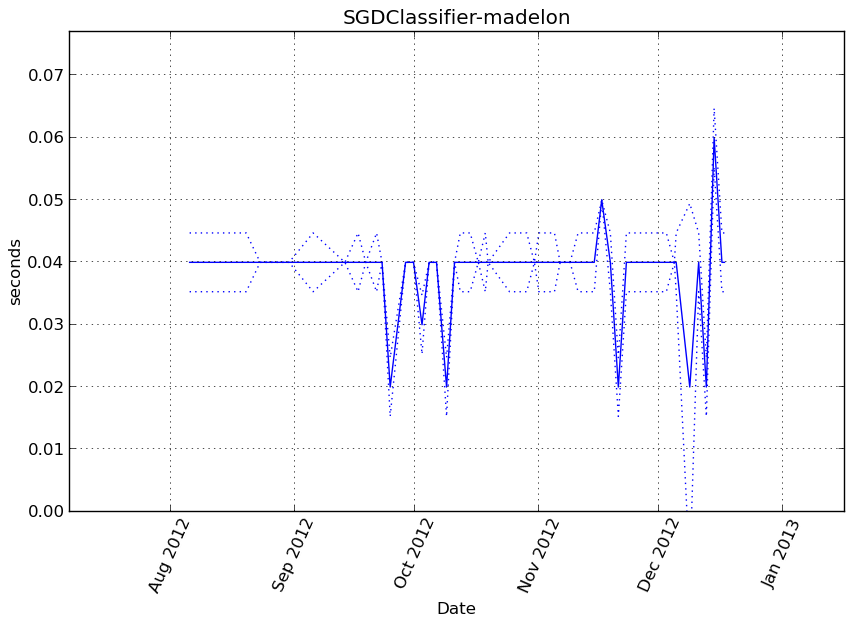 SGDClassifier-madelon
0.07
0.06
0.05
0.04
0.03
0.02
0.01
0.00
seconds
Aug 2012
Sep 2012
Oct 2012
Nov 2012
Dec 2012
Jan 2013
Date